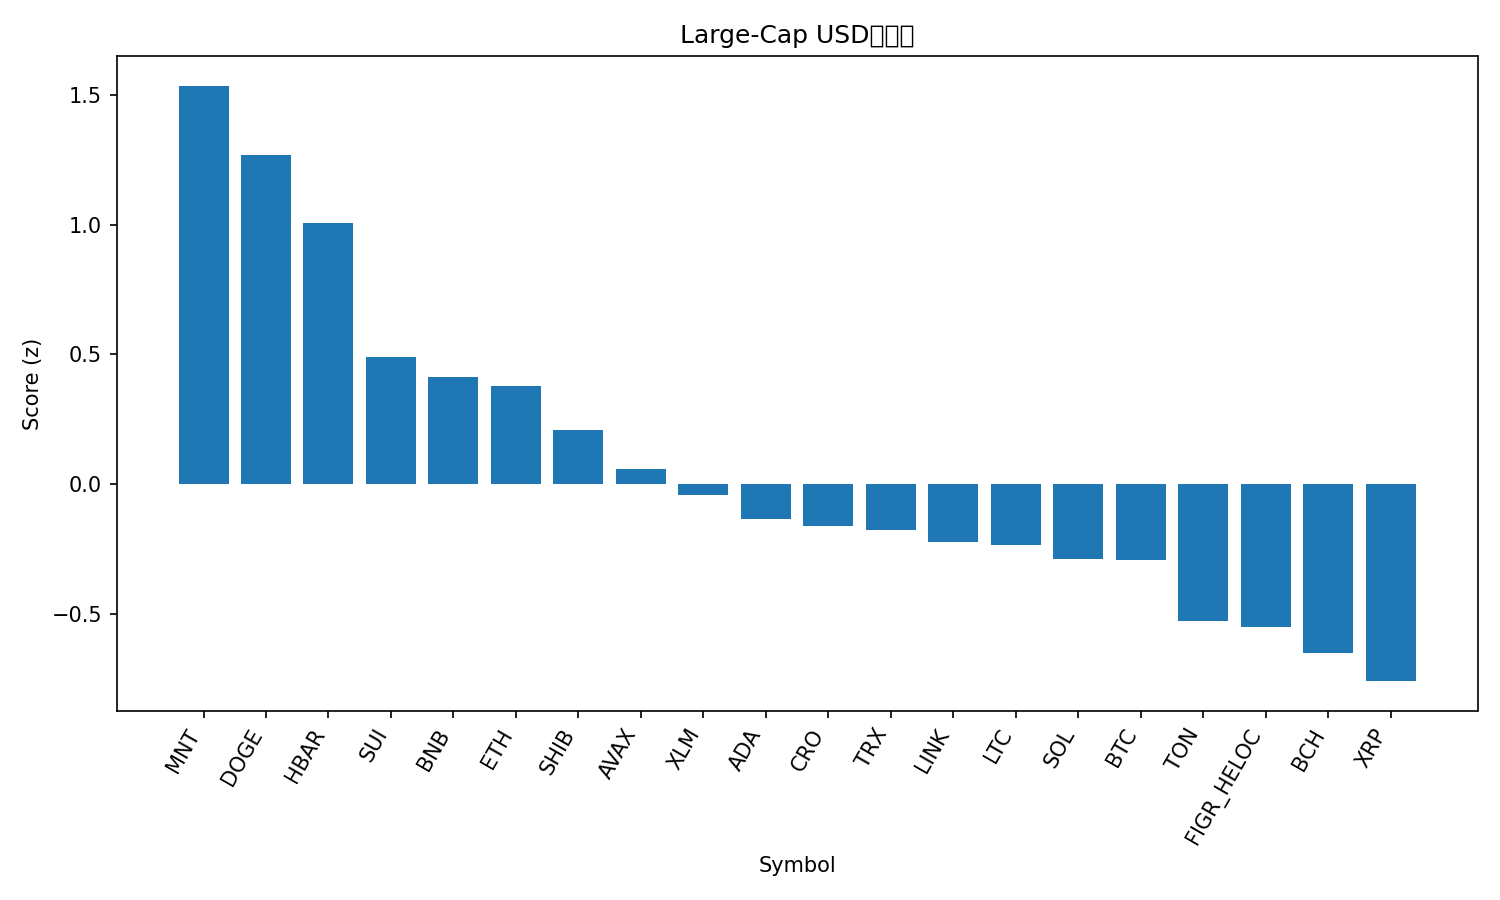 Large-Cap USD
Score (z)
1.5
1.0
0.5
0.0
−0.5
MNT
DOGE
HBAR
SUI
BNB
ETH
SHIB
AVAX
XLM
ADA
CRO
TRX
LINK
LTC
SOL
BTC
TON
FIGR_HELOC
BCH
XRP
Symbol